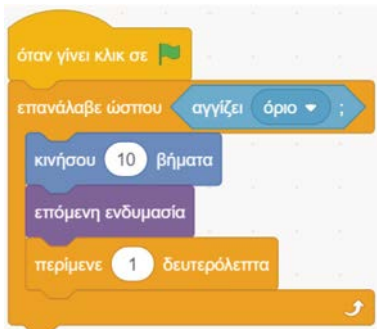 όταν γίνει κλικ σε
επανάλαβε ώσπου αγγίζει όριο ;
κινήσου 10 βήματα
επόμενη ενδυμασία
περίμενε 1 δευτερόλεπτα